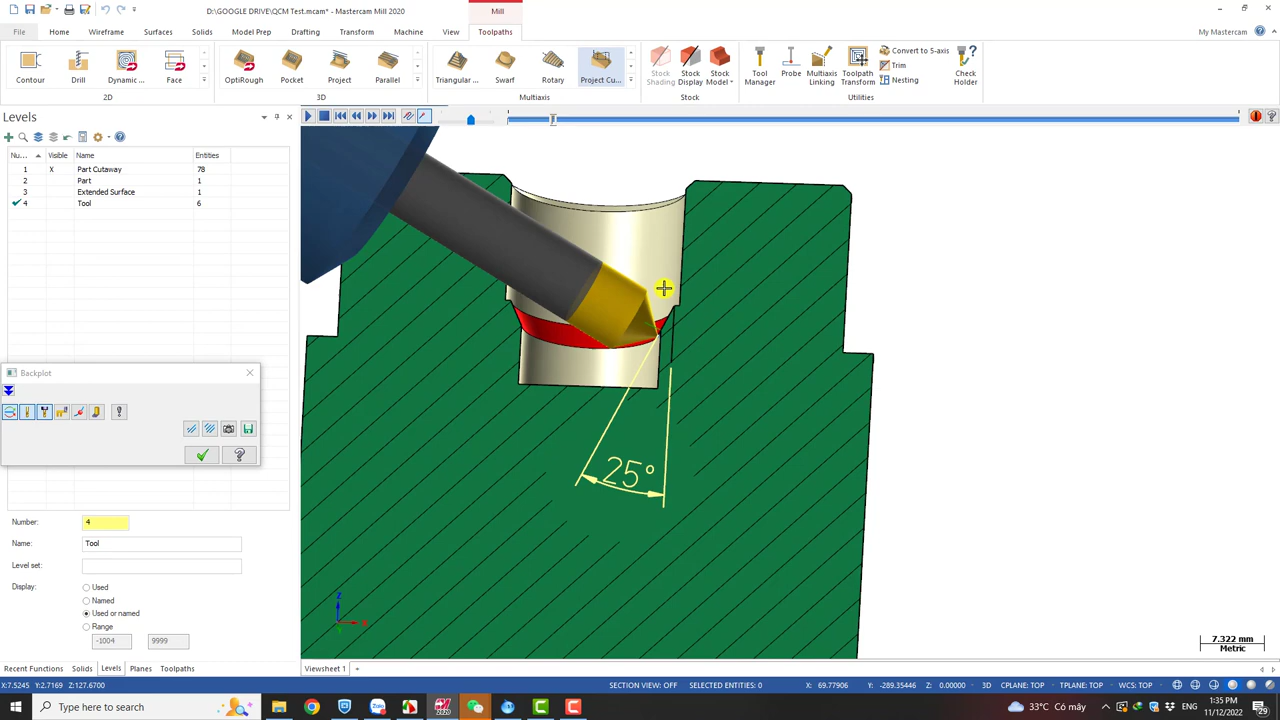 D:\GOOGLE DRIVE\QCM Test.mcam* - Mastercam Mill 2020
Mill
File Home Wireframe Surfaces Solids Model Prep Drafting Transform Machine View Toolpaths
My Mastercam
Contour Drill Dynamic ... Face
OptiRough Pocket Project Parallel
Triangular ... Swarf Rotary Project Cu...
Stock Shading Stock Display Stock Model
Tool Manager Probe Multiaxis Linking Toolpath Transform
Convert to 5-axis
Trim
Nesting
Check Holder
2D 3D Multiaxis Stock Utilities
Levels
Nu... Visible Name Entities
1 X Part Cutaway 78
2 Part 1
3 Extended Surface 1
4 Tool 6
Backplot
25°
Number: 4
Name: Tool
Level set:
Display: Used
Named
Used or named
Range
-1004 9999
Z
X
Y
7.322 mm
Metric
Recent Functions Solids Levels Planes Toolpaths
Viewsheet 1 +
X:7.5245 Y:2.7169 Z:127.6700
SECTION VIEW: OFF SELECTED ENTITIES: 0 X: 69.77906 Y: -289.35446 Z: 0.00000 3D CPLANE: TOP TPLANE: TOP WCS: TOP
Type here to search
33°C Có mây
1:35 PM
11/12/2022